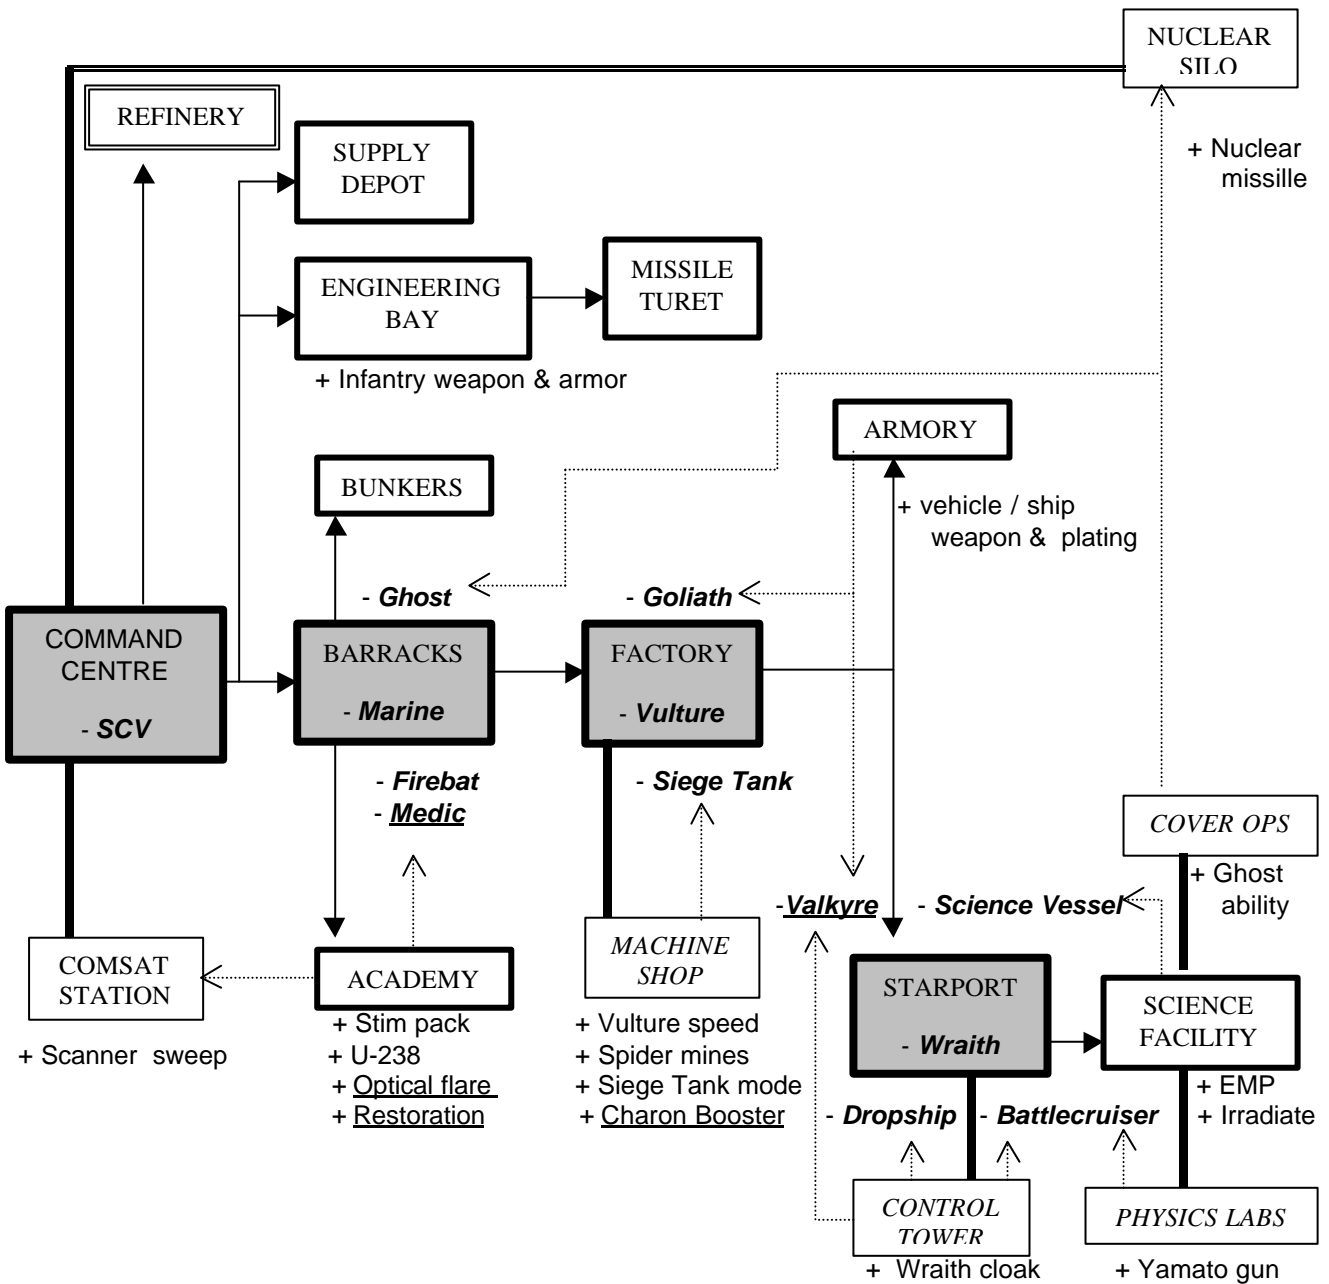 NUCLEAR
SILO
REFINERY
SUPPLY
DEPOT
+ Nuclear
missille
ENGINEERING
BAY
MISSILE
TURET
+ Infantry weapon & armor
ARMORY
BUNKERS
+ vehicle / ship
weapon & plating
- Ghost
- Goliath
COMMAND
CENTRE
- SCV
BARRACKS
- Marine
FACTORY
- Vulture
- Firebat
- Medic
- Siege Tank
COVER OPS
+ Ghost
ability
-Valkyre
- Science Vessel
COMSAT
STATION
ACADEMY
MACHINE
SHOP
STARPORT
- Wraith
SCIENCE
FACILITY
+ Scanner sweep
+ Stim pack
+ U-238
+ Optical flare
+ Restoration
+ Vulture speed
+ Spider mines
+ Siege Tank mode
+ Charon Booster
+ EMP
+ Irradiate
- Dropship
- Battlecruiser
CONTROL
TOWER
PHYSICS LABS
+ Wraith cloak
+ Yamato gun